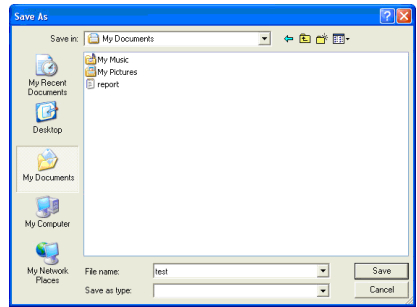 Save As
Save in:
My Documents
My Music
My Pictures
report
My Recent
Documents
Desktop
My Documents
My Computer
My Network
Places
File name:
test
Save
Save as type:
Cancel